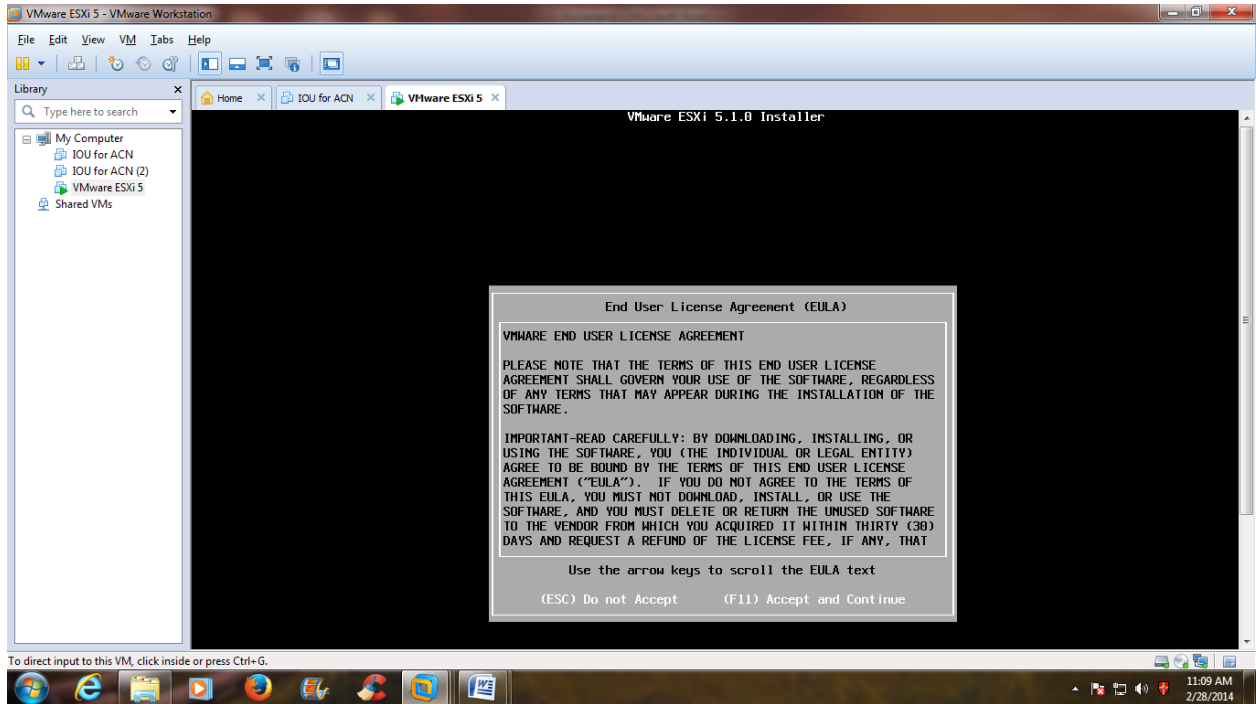 VMware ESXi 5 - VMware Workstation
File Edit View VM Tabs Help
Library
Type here to search
My Computer
IOU for ACN
IOU for ACN (2)
VMware ESXi 5
Shared VMs
Home
IOU for ACN
VMware ESXi 5
VMware ESXi 5.1.0 Installer
End User License Agreement (EULA)
VMWARE END USER LICENSE AGREEMENT
PLEASE NOTE THAT THE TERMS OF THIS END USER LICENSE
AGREEMENT SHALL GOVERN YOUR USE OF THE SOFTWARE, REGARDLESS
OF ANY TERMS THAT MAY APPEAR DURING THE INSTALLATION OF THE
SOFTWARE.
IMPORTANT-READ CAREFULLY: BY DOWNLOADING, INSTALLING, OR
USING THE SOFTWARE, YOU (THE INDIVIDUAL OR LEGAL ENTITY)
AGREE TO BE BOUND BY THE TERMS OF THIS END USER LICENSE
AGREEMENT ("EULA").  IF YOU DO NOT AGREE TO THE TERMS OF
THIS EULA, YOU MUST NOT DOWNLOAD, INSTALL, OR USE THE
SOFTWARE, AND YOU MUST DELETE OR RETURN THE UNUSED SOFTWARE
TO THE VENDOR FROM WHICH YOU ACQUIRED IT WITHIN THIRTY (30)
DAYS AND REQUEST A REFUND OF THE LICENSE FEE, IF ANY, THAT
Use the arrow keys to scroll the EULA text
(ESC) Do not Accept (F11) Accept and Continue
To direct input to this VM, click inside or press Ctrl+G.
11:09 AM
2/28/2014